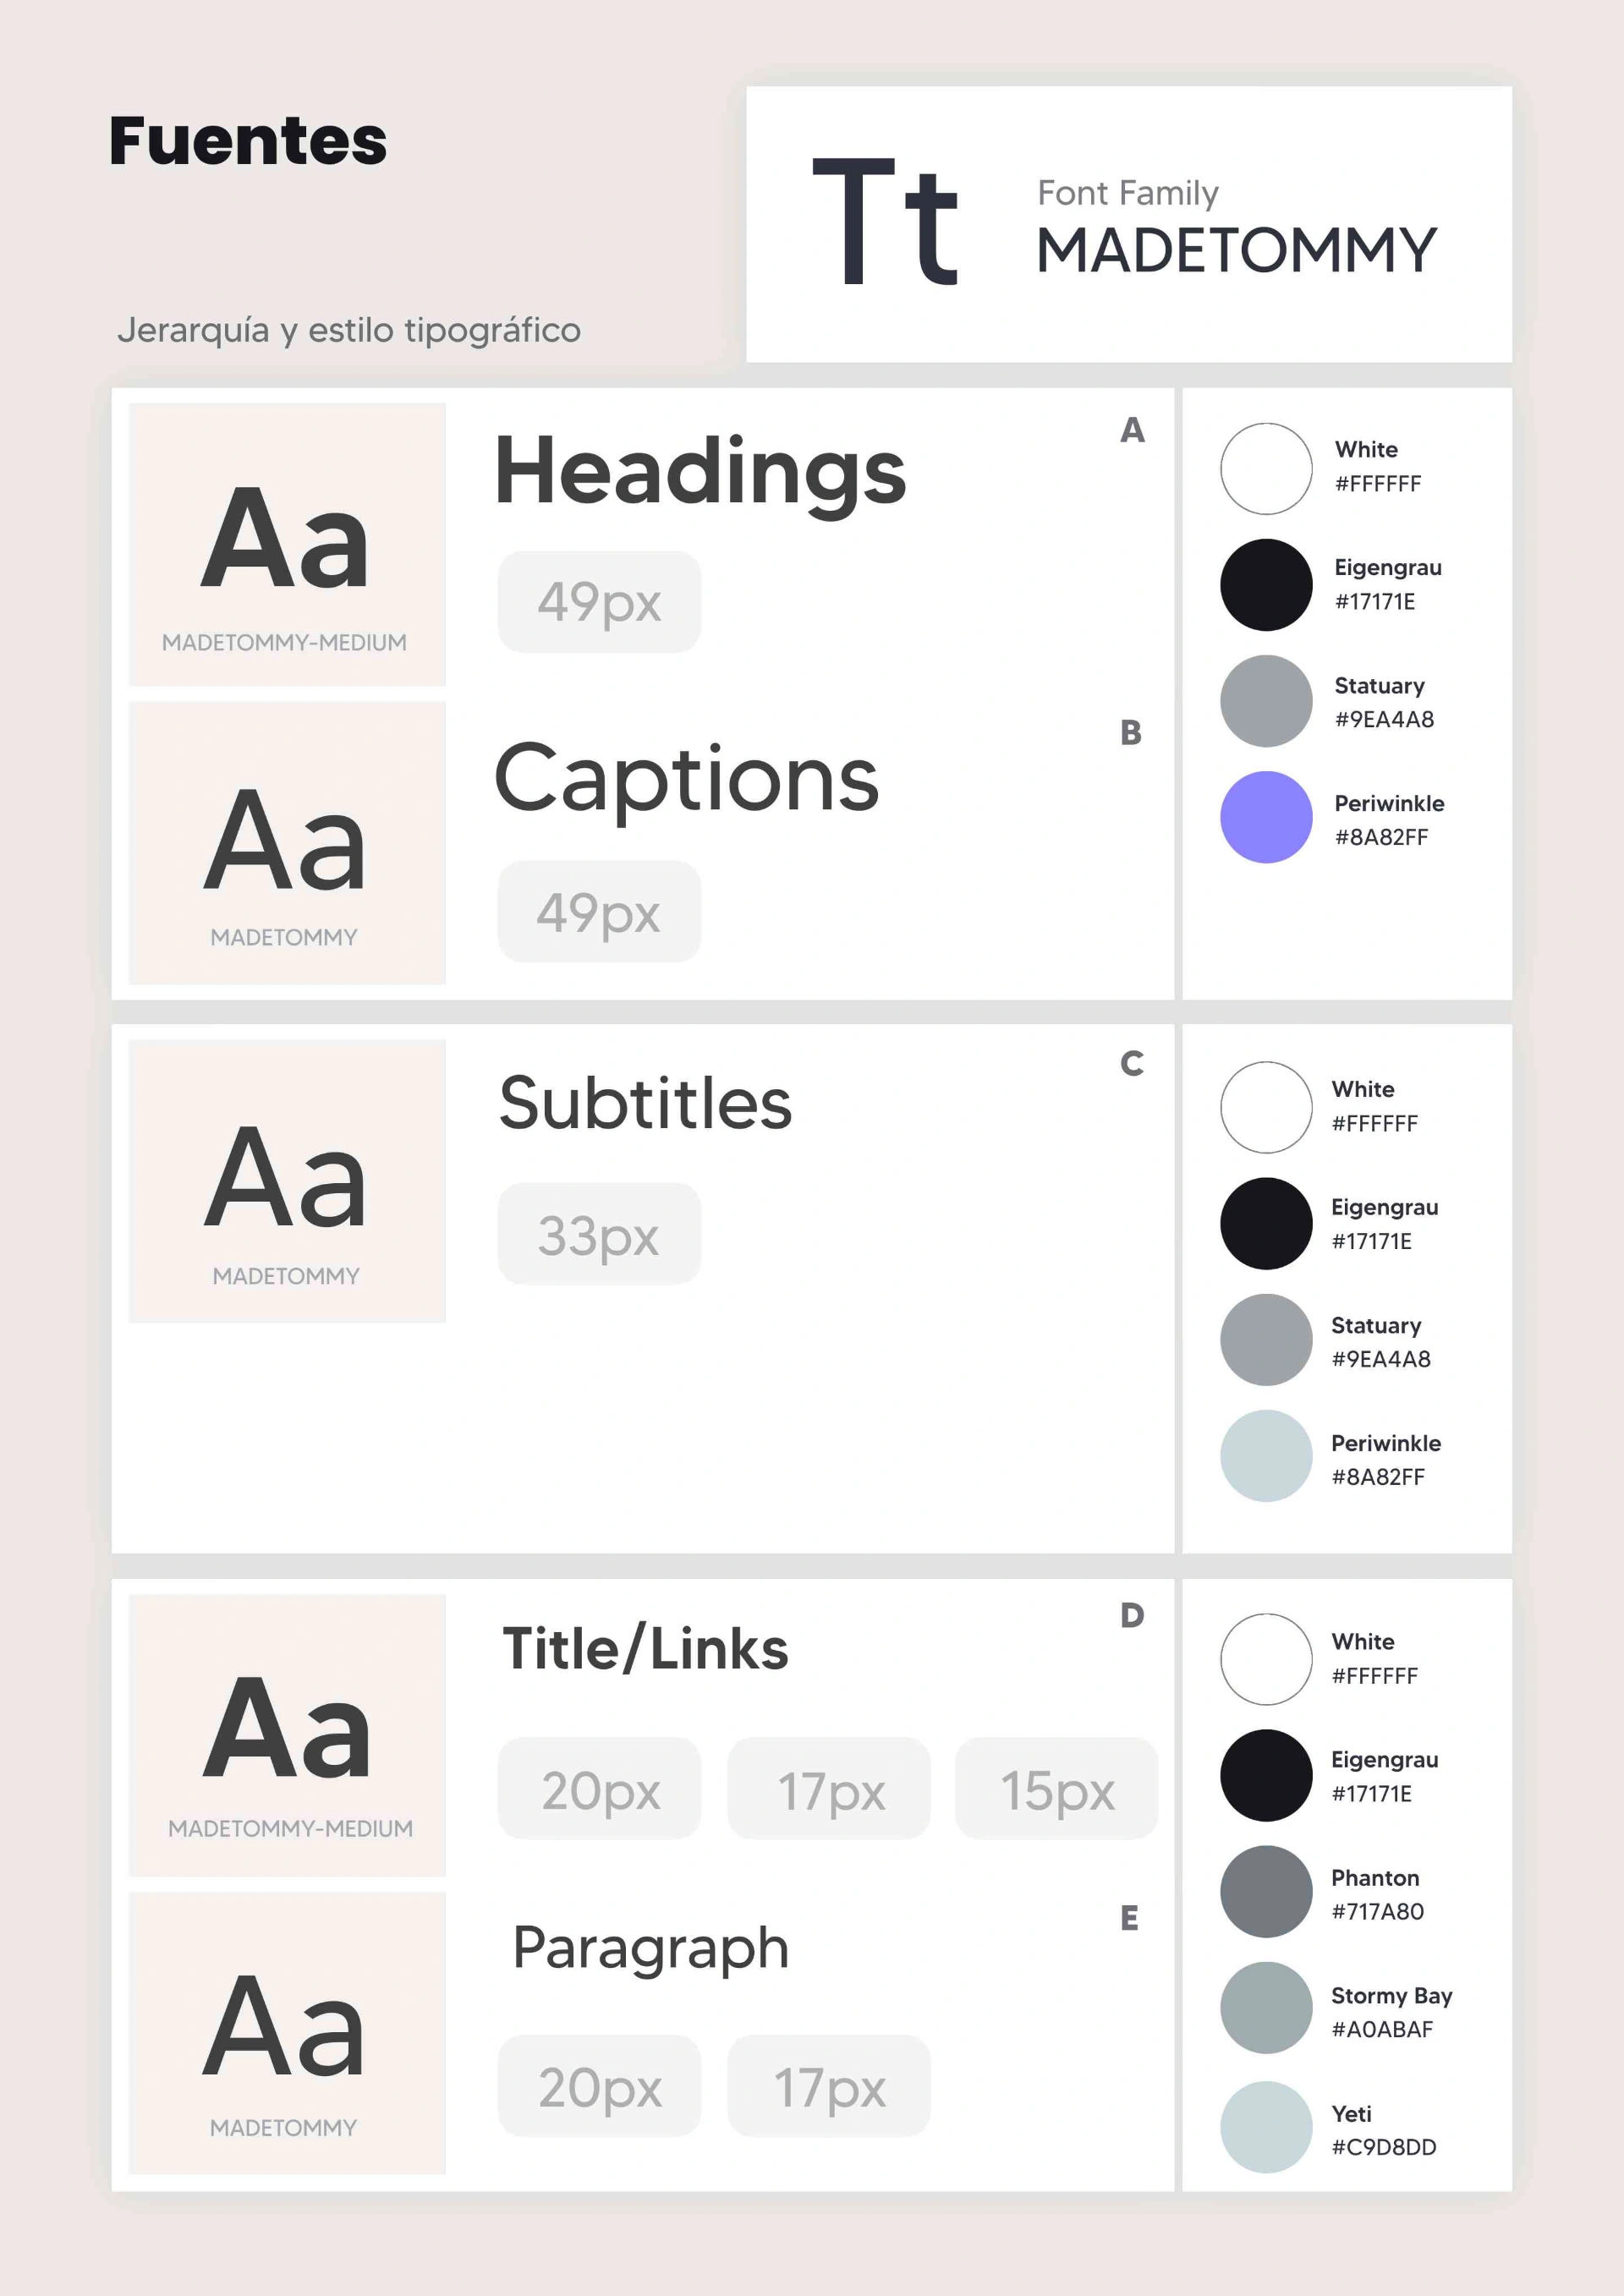 Fuentes
Tt
Font Family
MADETOMMY
Jerarquía y estilo tipográfico
Aa
MADETOMMY-MEDIUM
Headings
A
49px
Aa
MADETOMMY
Captions
B
49px
White
#FFFFFF
Eigengrau
#17171E
Statuary
#9EA4A8
Periwinkle
#8A82FF
Aa
MADETOMMY
Subtitles
C
33px
White
#FFFFFF
Eigengrau
#17171E
Statuary
#9EA4A8
Periwinkle
#8A82FF
Aa
MADETOMMY-MEDIUM
Title/Links
D
20px 17px 15px
Aa
MADETOMMY
Paragraph
E
20px 17px
White
#FFFFFF
Eigengrau
#17171E
Phanton
#717A80
Stormy Bay
#A0ABAF
Yeti
#C9D8DD